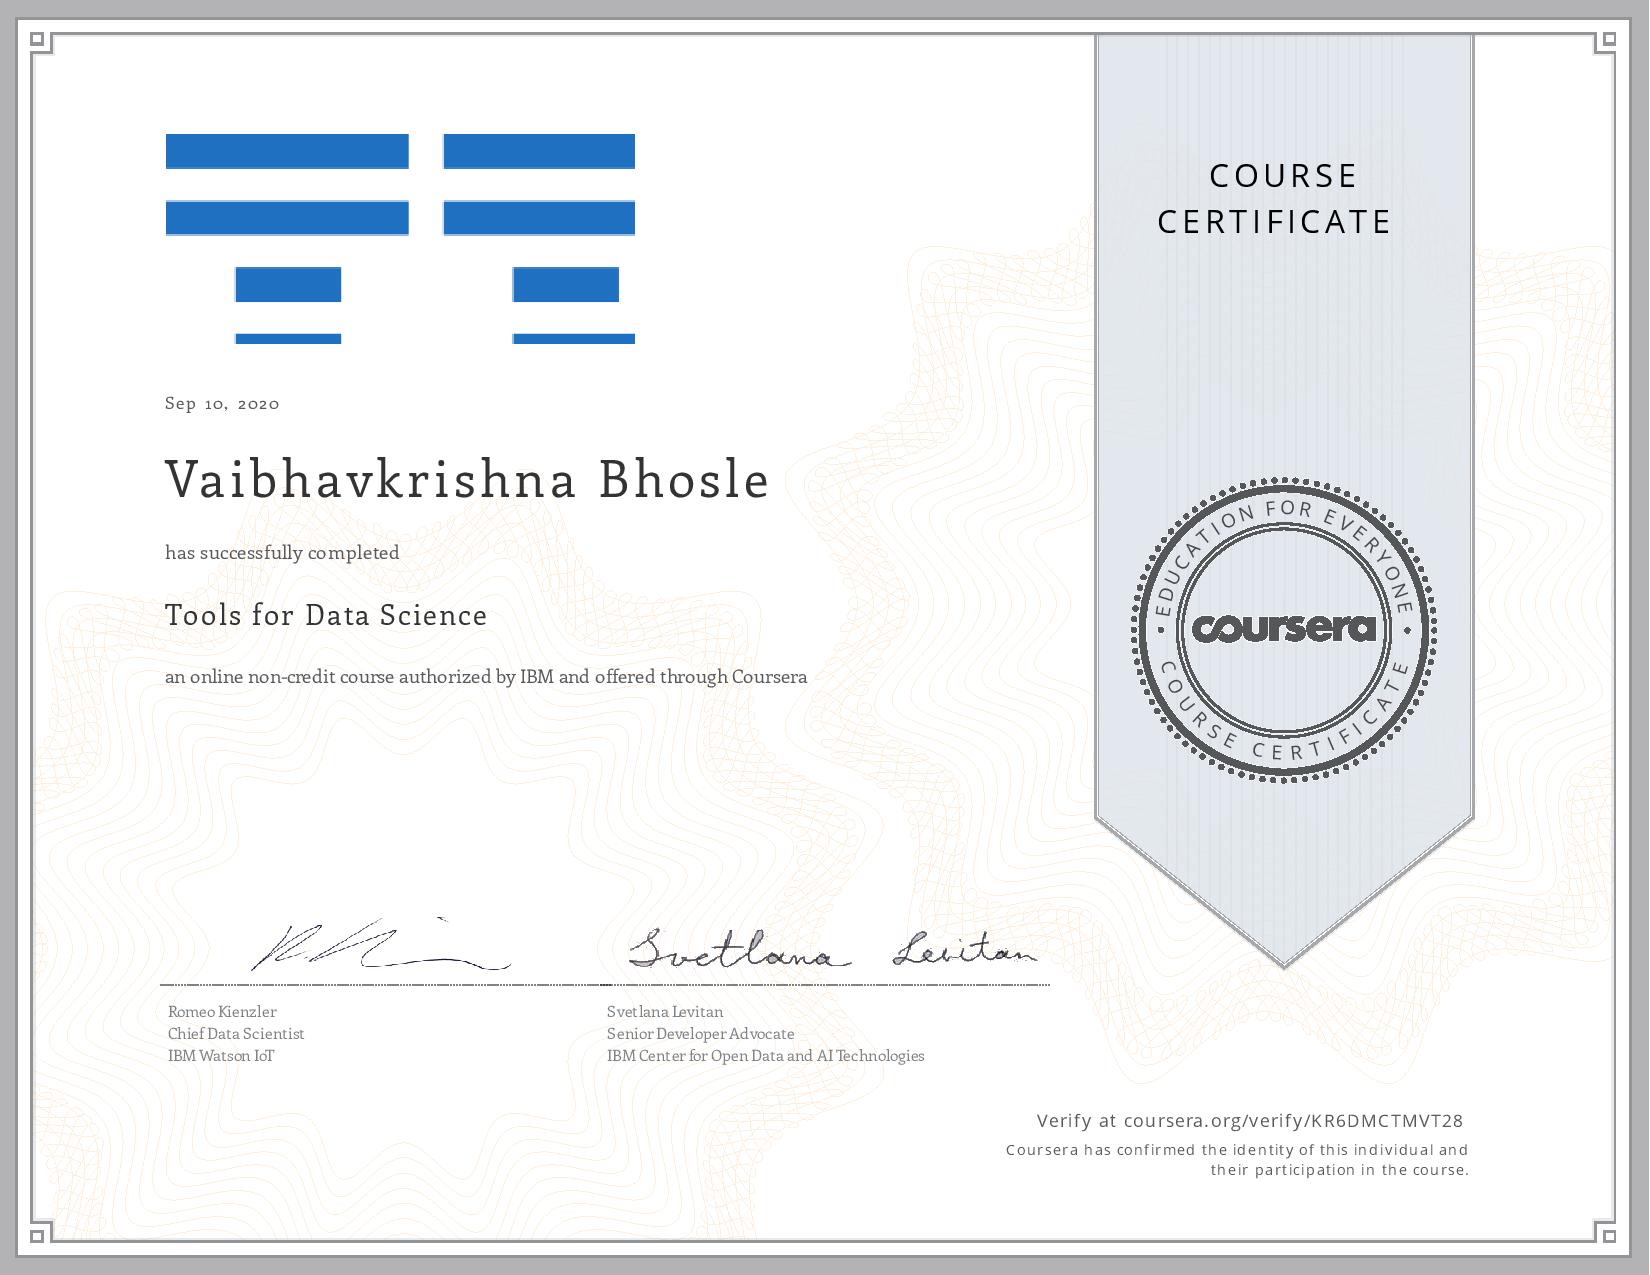 COURSE
CERTIFICATE
Sep 10, 2020
Vaibhavkrishna Bhosle
has successfully completed
Tools for Data Science
an online non-credit course authorized by IBM and offered through Coursera
EDUCATION FOR EVERYONE
coursera
COURSE CERTIFICATE
Svetlana Levitan
Romeo Kienzler
Chief Data Scientist
IBM Watson IoT
Svetlana Levitan
Senior Developer Advocate
IBM Center for Open Data and AI Technologies
Verify at coursera.org/verify/KR6DMCTMVT28
Coursera has confirmed the identity of this individual and
their participation in the course.